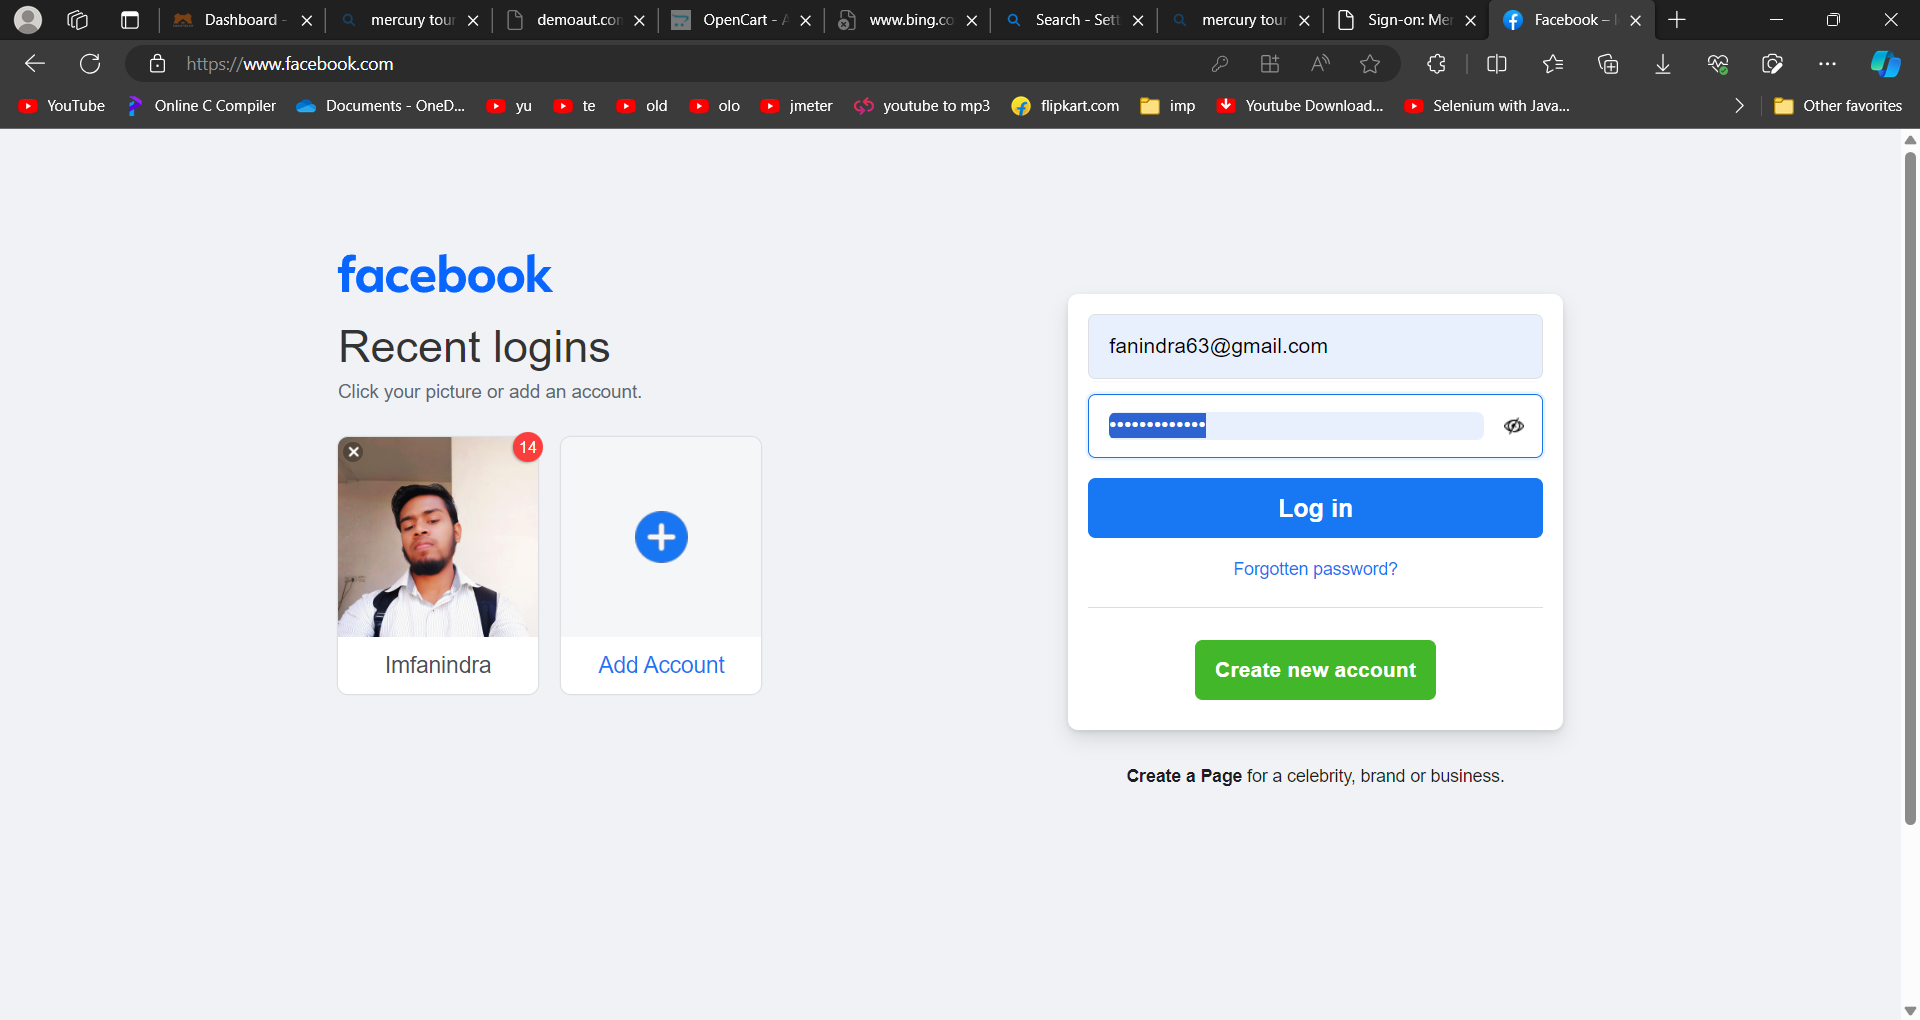 Dashboard -
mercury tour
demoaut.com
OpenCart -
www.bing.co
Search - Sett
mercury tour
Sign-on: Mer
Facebook –
https://www.facebook.com
YouTube
Online C Compiler
Documents - OneD...
yu
te
old
olo
jmeter
youtube to mp3
flipkart.com
imp
Youtube Download...
Selenium with Java...
Other favorites
facebook
Recent logins
Click your picture or add an account.
14
Imfanindra
Add Account
fanindra63@gmail.com
•••••••••••••
Log in
Forgotten password?
Create new account
Create a Page for a celebrity, brand or business.